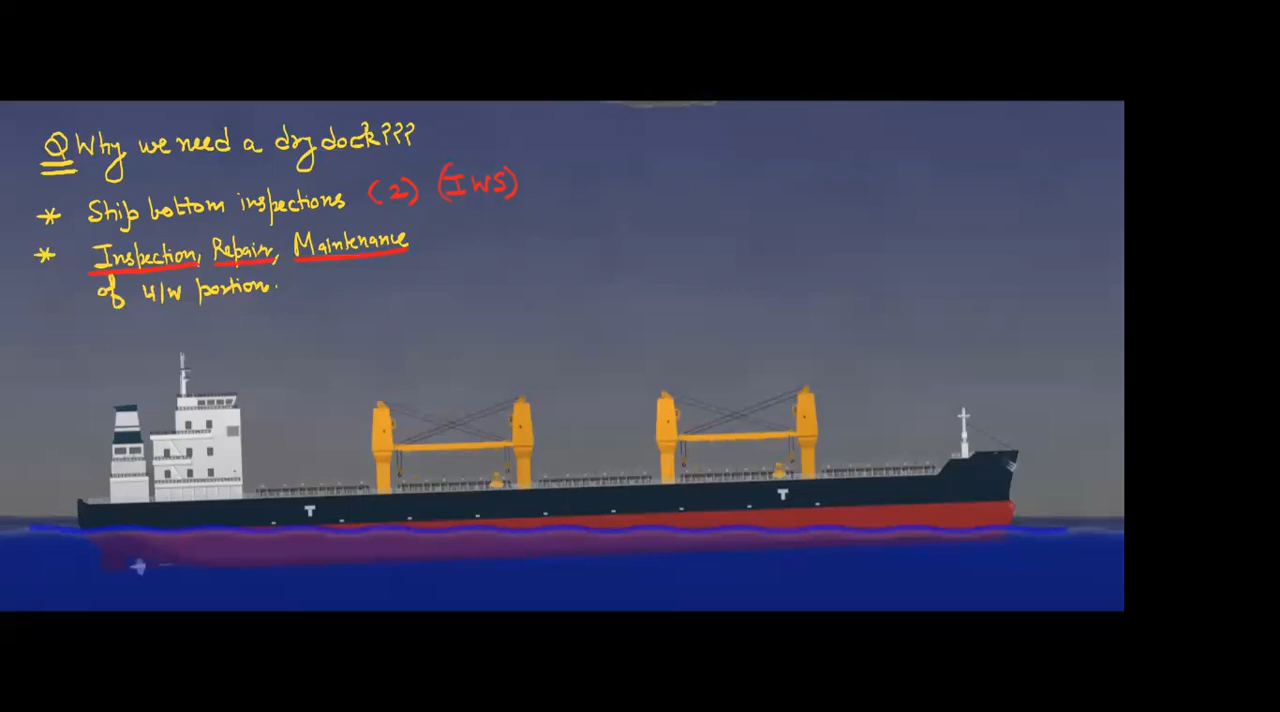 Q Why we need a dry dock???
* Ship bottom inspections (2) (IWS)
* Inspection, Repair, Maintenance
of u/w portion.
T T